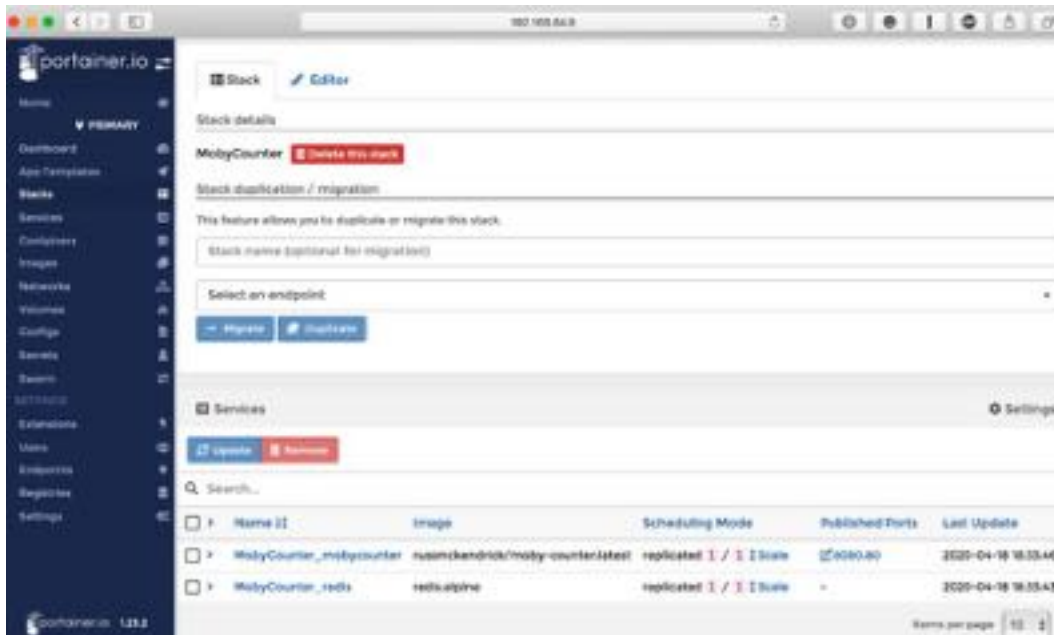 portainer.io
Home
PRIMARY
Dashboard
App Templates
Stacks
Services
Containers
Images
Networks
Volumes
Configs
Secrets
Swarm
SETTINGS
Extensions
Users
Endpoints
Registries
Settings
portainer.io
Stack
Editor
Stack details
MobyCounter Delete this stack
Stack duplication / migration
This feature allows you to duplicate or migrate this stack.
Stack name (optional for migration)
Select an endpoint
Migrate Duplicate
Services Settings
Update Remove
Search...
Name Image Scheduling Mode Published Ports Last Update
MobyCounter_mobycounter russmckendrick/moby-counter:latest replicated 1 / 1 Scale 8080:80
MobyCounter_redis redis:alpine replicated 1 / 1 Scale -
Items per page 10